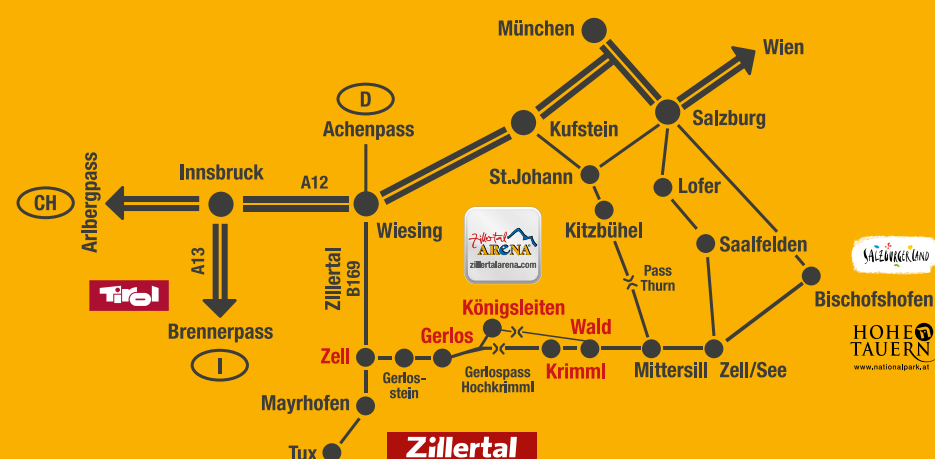 München
Wien
D
Achenpass
Kufstein
Salzburg
Innsbruck
A12
St.Johann
Lofer
CH
Arlbergpass
Wiesing
Zillertal
ARENA
zillertalarena.com
Kitzbühel
Saalfelden
SALZBURGERLAND
A13
Zillertal
B169
Pass
Thurn
Tirol
Bischofshofen
Königsleiten
Brennerpass
Gerlos
Wald
HOHE
TAUERN
www.nationalpark.at
I
Zell
Gerlos-
stein
Gerlospass
Hochkrimml
Krimml
Mittersill
Zell/See
Mayrhofen
Tux
Zillertal